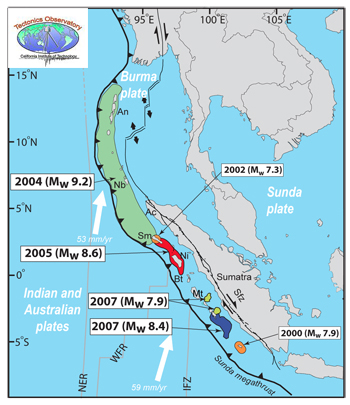 Tectonics Observatory
California Institute of Technology
95°E
100°E
105°E
15°N
Burma
plate
An
10°N
2002 (Mw 7.3)
2004 (Mw 9.2)
Nb
Sunda
plate
5°N
Ac
53 mm/yr
Sm
2005 (Mw 8.6)
Ni
0°
Bt
Sumatra
Indian and
Australian
plates
Mt
Sfz
2007 (Mw 7.9)
2007 (Mw 8.4)
2000 (Mw 7.9)
5°S
WFR
Sunda megathrust
NER
59 mm/yr
IFZ